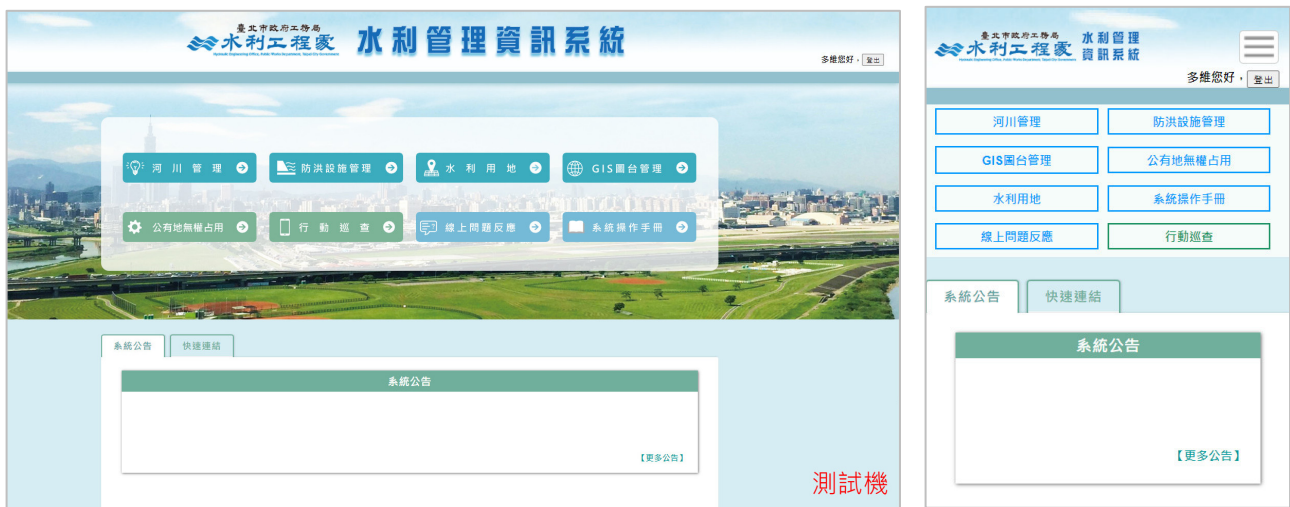 臺北市政府工務局
水利工程處 水利管理資訊系統
Hydraulic Engineering Office, Public Works Department, Taipei City Government
多維您好, 登出
河川管理 防洪設施管理 水利用地 GIS圖台管理
公有地無權占用 行動巡查 線上問題反應 系統操作手冊
系統公告 快速連結
系統公告
【更多公告】
測試機
臺北市政府工務局
水利工程處 水利管理
資訊系統
多維您好, 登出
河川管理 防洪設施管理
GIS圖台管理 公有地無權占用
水利用地 系統操作手冊
線上問題反應 行動巡查
系統公告 快速連結
系統公告
【更多公告】